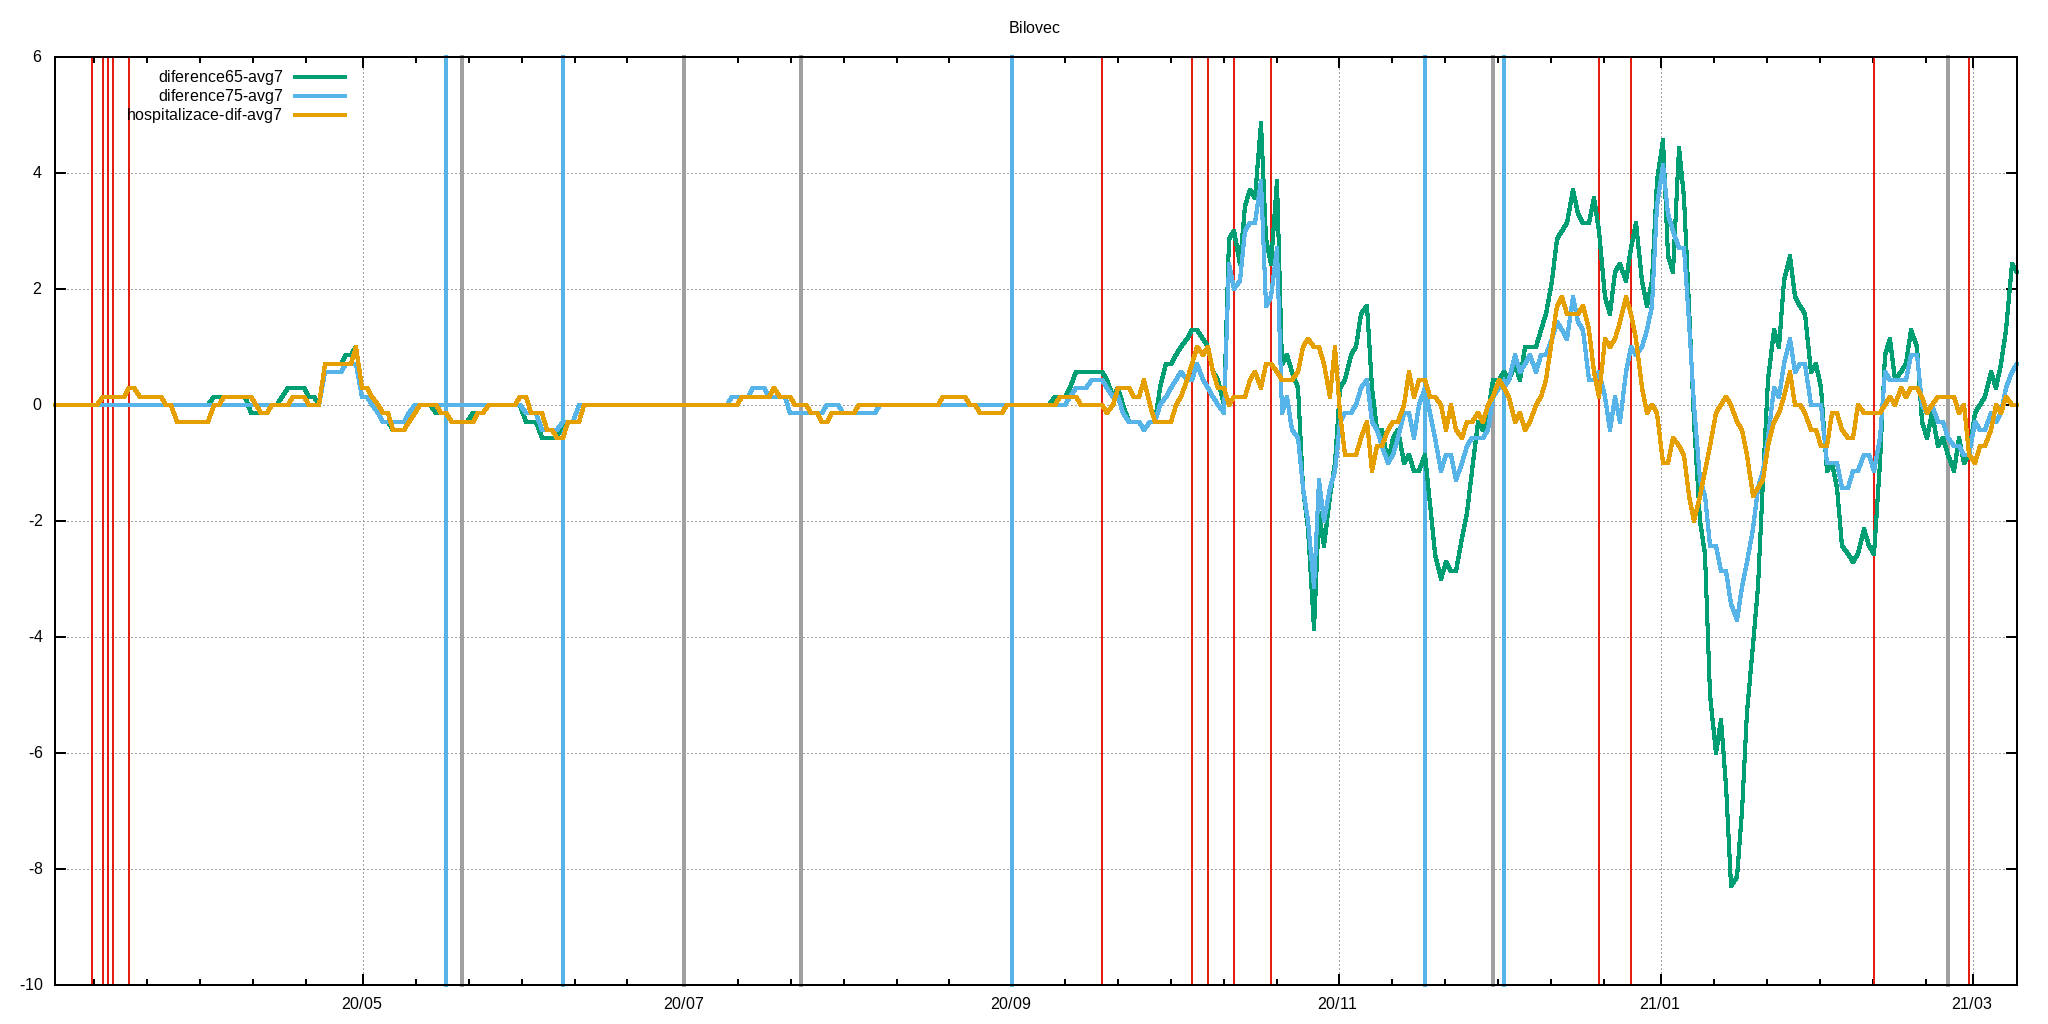 Bilovec
diference65-avg7
diference75-avg7
hospitalizace-dif-avg7
6
4
2
0
-2
-4
-6
-8
-10
20/05 20/07 20/09 20/11 21/01 21/03